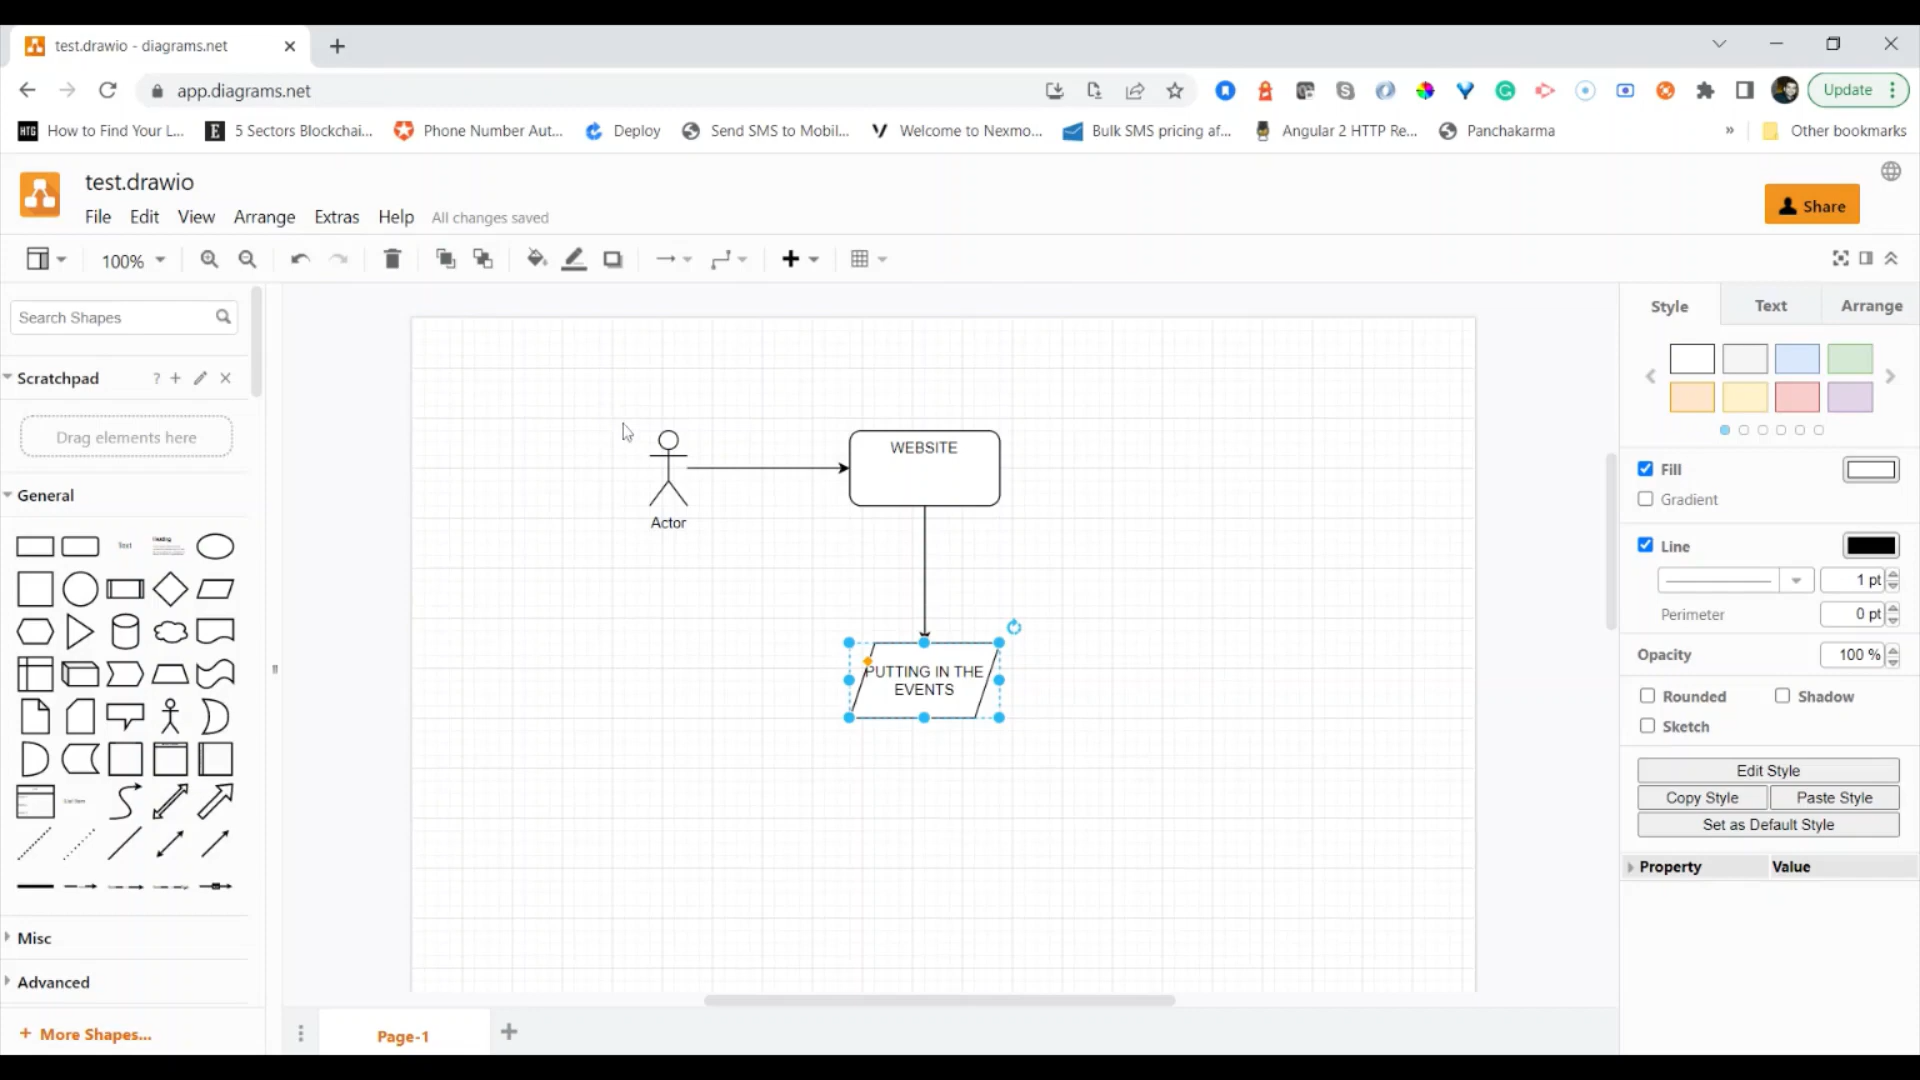 test.drawio - diagrams.net
app.diagrams.net
Update
How to Find Your L...
5 Sectors Blockchai...
Phone Number Aut...
Deploy
Send SMS to Mobil...
Welcome to Nexmo...
Bulk SMS pricing af...
Angular 2 HTTP Re...
Panchakarma
»
Other bookmarks
test.drawio
File Edit View Arrange Extras Help All changes saved
Share
100%
Search Shapes
Scratchpad
?
Drag elements here
General
Text
Heading
List Item
Misc
Advanced
+ More Shapes...
Actor
WEBSITE
PUTTING IN THE
EVENTS
Page-1
Style Text Arrange
Fill
Gradient
Line
1 pt
Perimeter 0 pt
Opacity 100 %
Rounded Shadow
Sketch
Edit Style
Copy Style Paste Style
Set as Default Style
Property Value